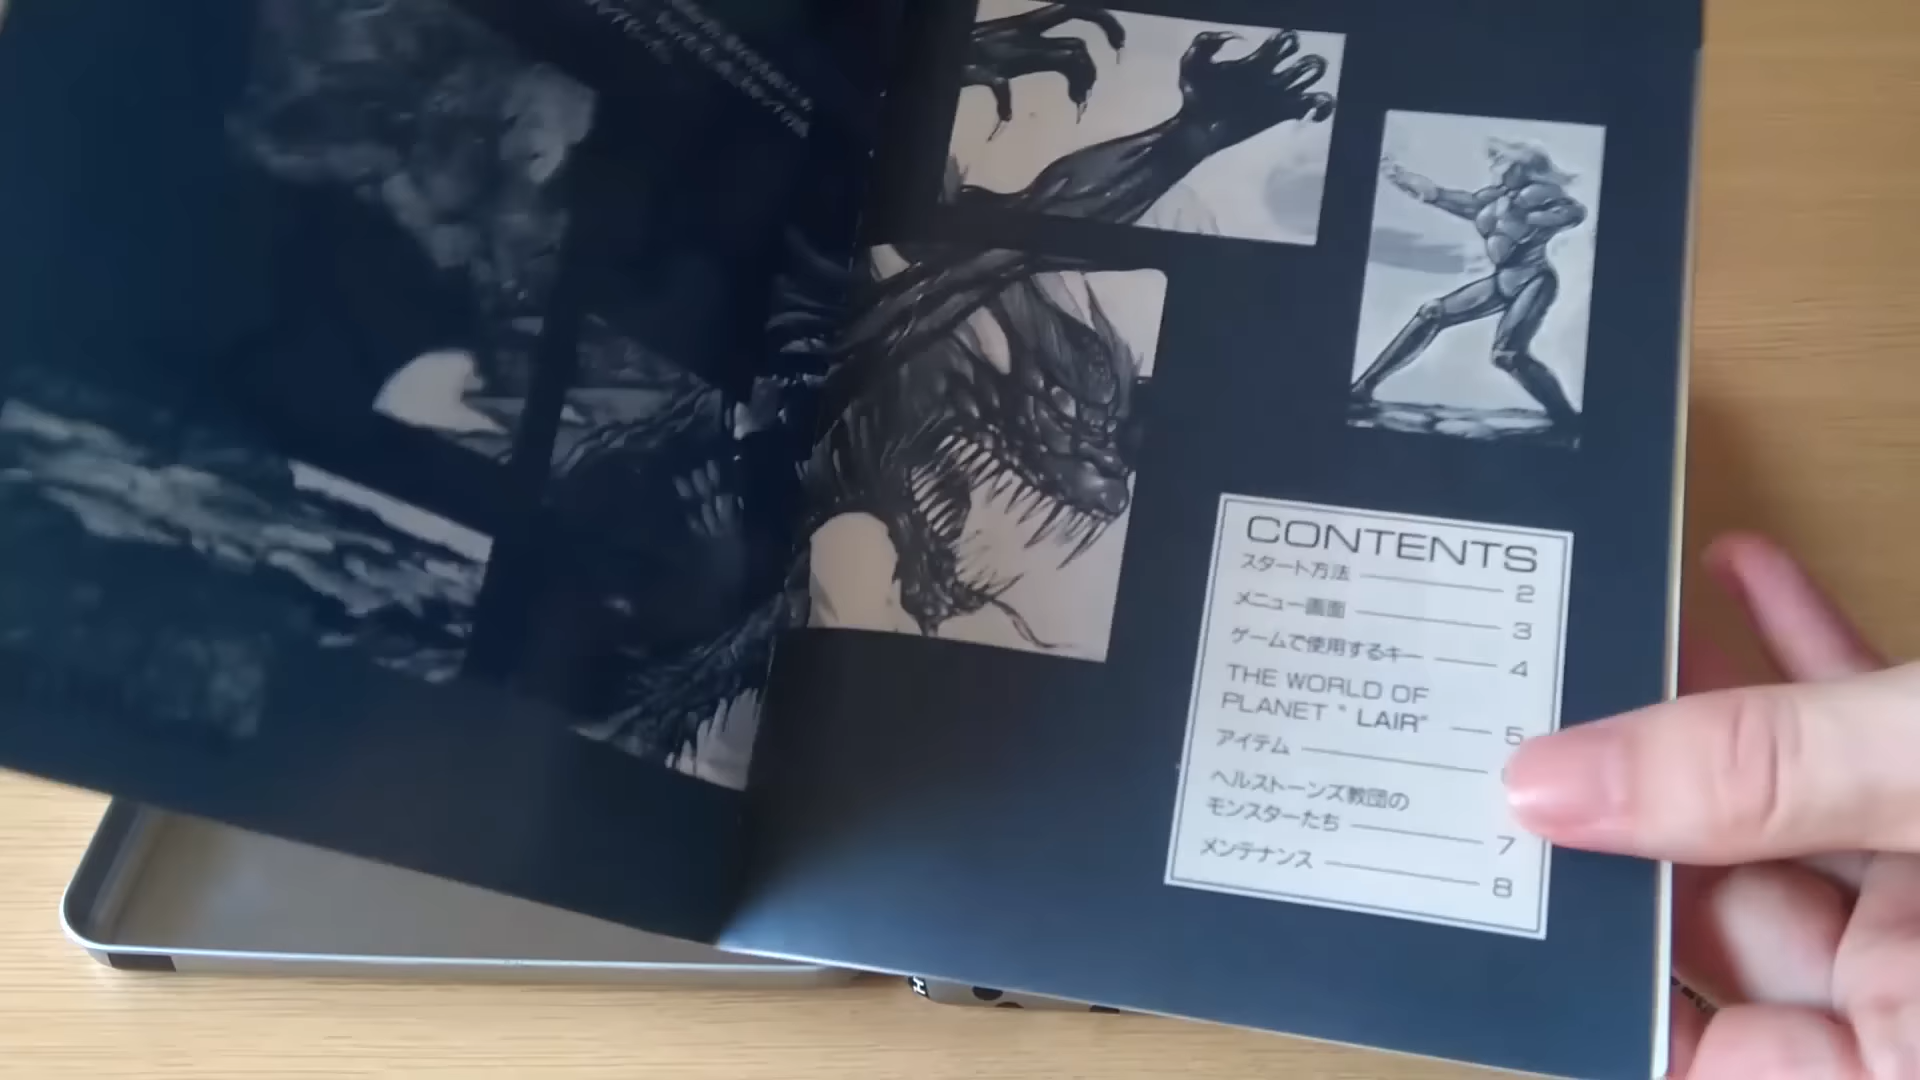 CONTENTS
スタート方法 2
メニュー画面 3
ゲームで使用するキー 4
THE WORLD OF
PLANET "LAIR" 5
アイテム
ヘルストーンズ教団の
モンスターたち 7
メンテナンス 8
H